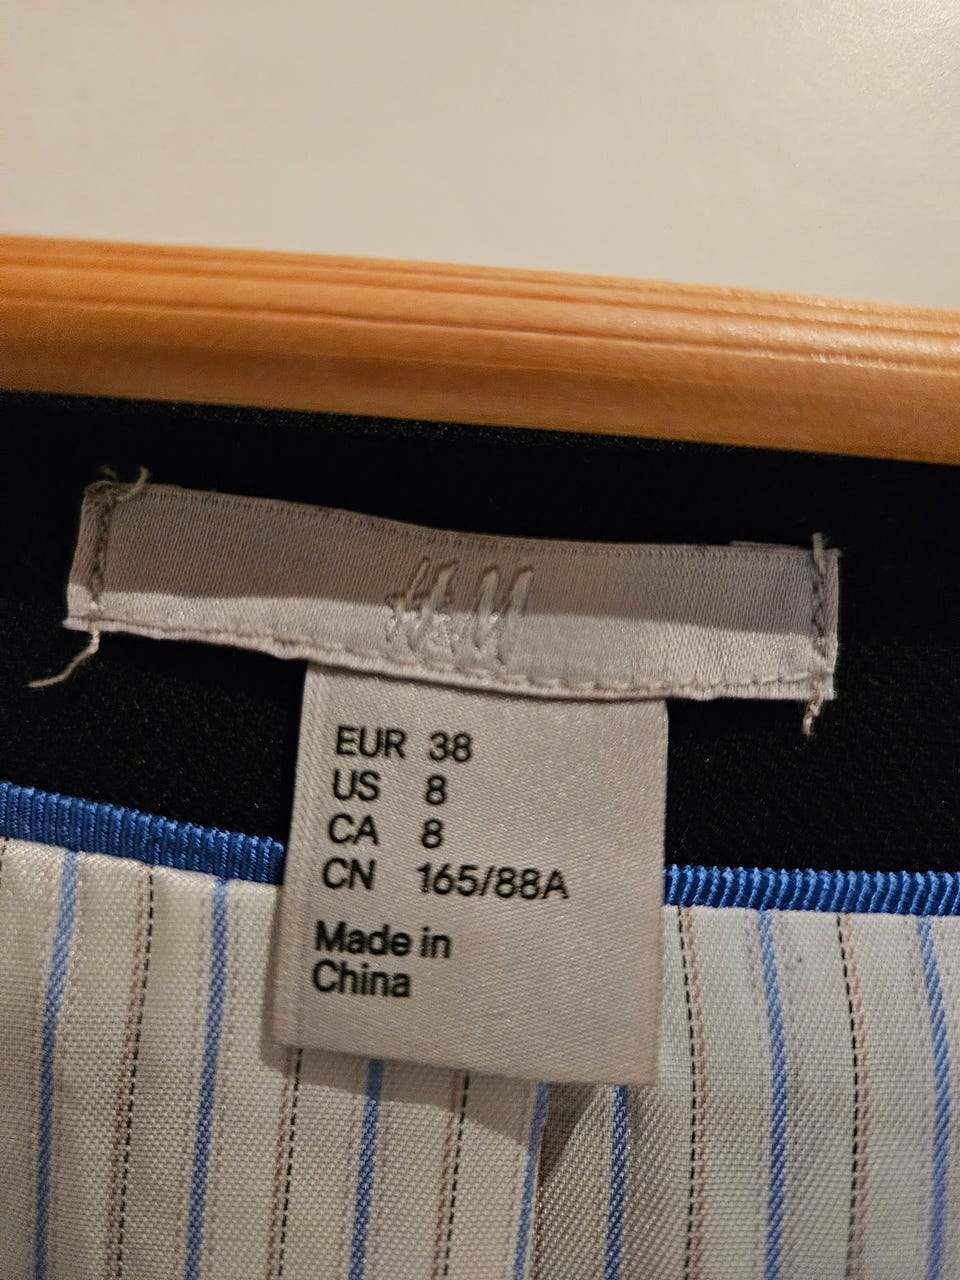 H&M
EUR 38
US 8
CA 8
CN 165/88A
Made in
China